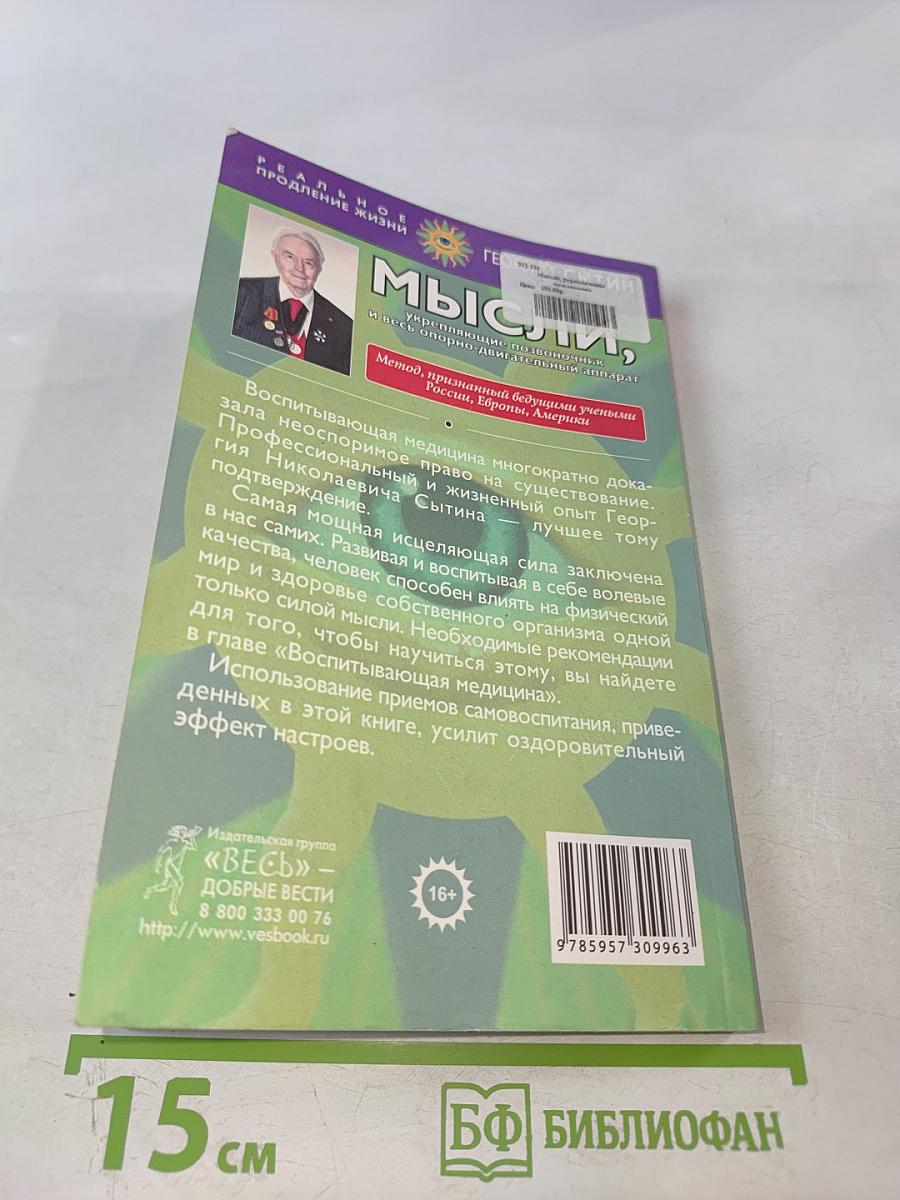 РЕАЛЬНОЕ
ПРОДЛЕНИЕ ЖИЗНИ
ГЕОРГИЙ СЫТИН
Цена
МЫСЛИ,
укрепляющие позвоночник
и весь опорно-двигательный аппарат
Метод, признанный ведущими учеными
России, Европы, Америки
Воспитывающая медицина многократно дока-
зала неоспоримое право на существование.
Профессиональный и жизненный опыт Геор-
гия Николаевича Сытина — лучшее тому
подтверждение.
Самая мощная исцеляющая сила заключена
в нас самих. Развивая и воспитывая в себе волевые
качества, человек способен влиять на физический
мир и здоровье собственного организма одной
только силой мысли. Необходимые рекомендации
для того, чтобы научиться этому, вы найдете
в главе «Воспитывающая медицина».
Использование приемов самовоспитания, приве-
денных в этой книге, усилит оздоровительный
эффект настроев.
Издательская группа
«ВЕСЬ» –
ДОБРЫЕ ВЕСТИ
8 800 333 00 76
http://www.vesbook.ru
16+
9 785957 309963
15 см
БФ БИБЛИОФАН